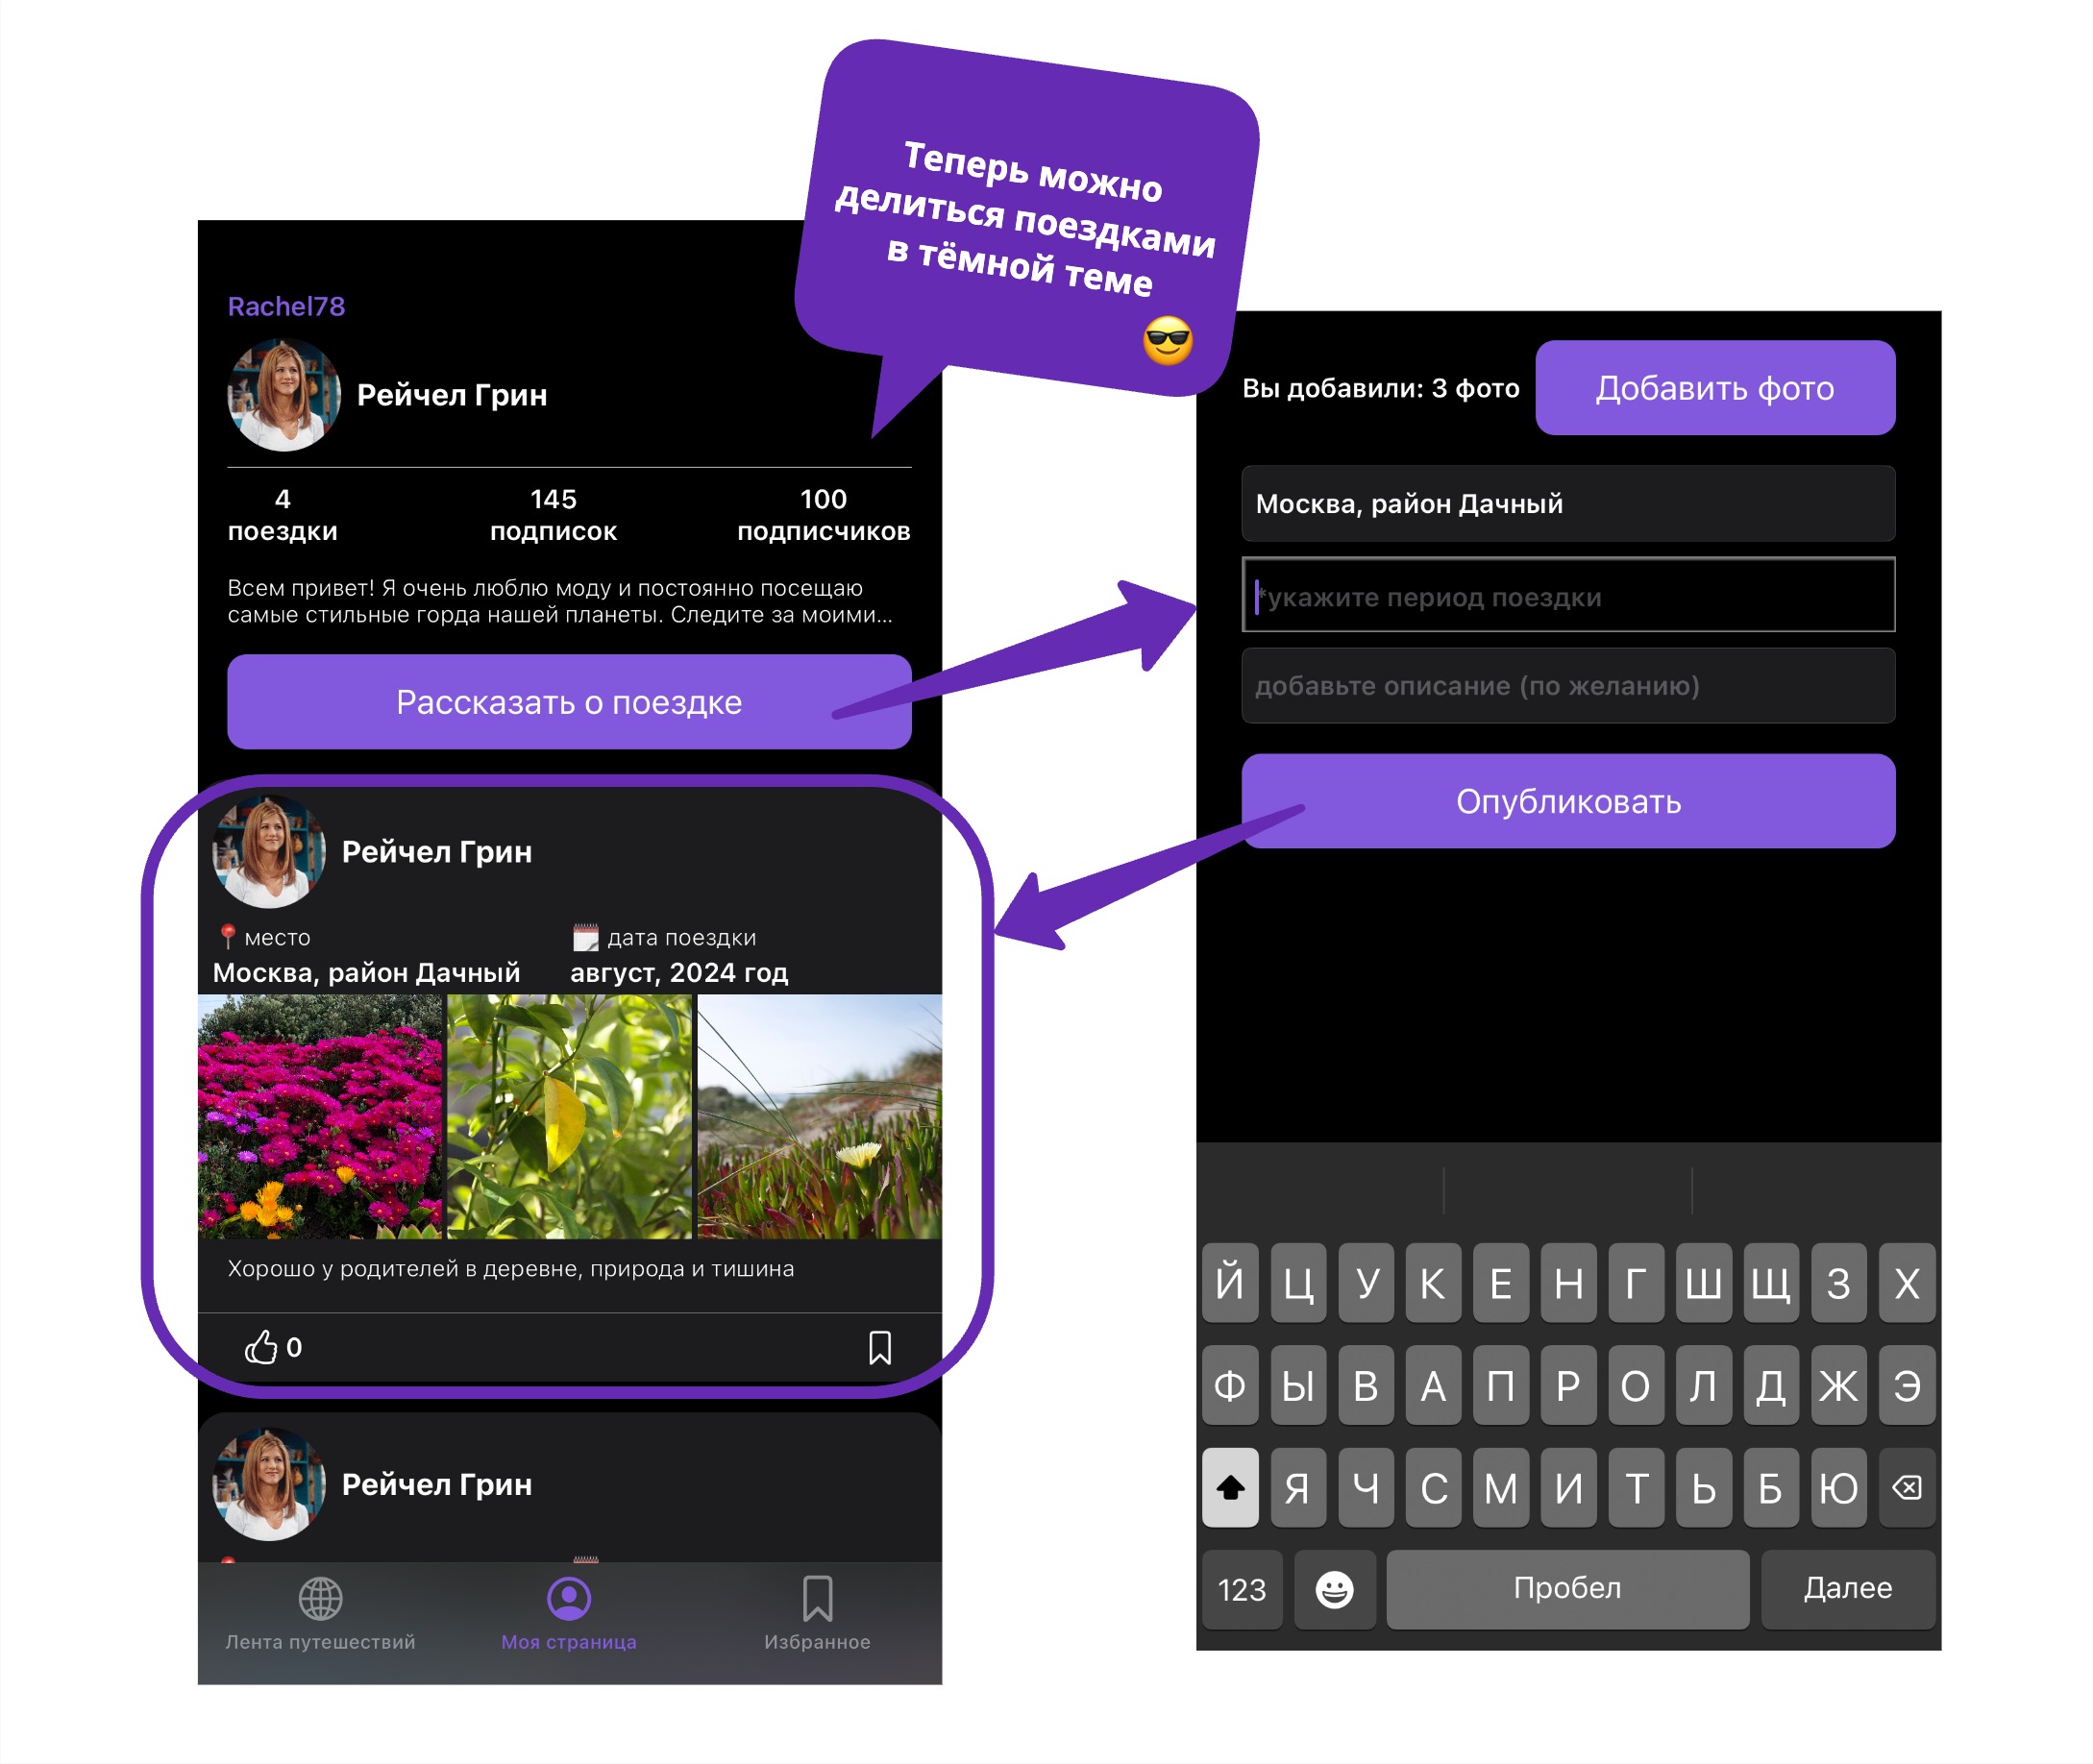 Теперь можно
делиться поездками
в тёмной теме
Rachel78
Рейчел Грин
4
поездки
145
подписок
100
подписчиков
Всем привет! Я очень люблю моду и постоянно посещаю
самые стильные горда нашей планеты. Следите за моими...
Рассказать о поездке
Рейчел Грин
место
Москва, район Дачный
дата поездки
август, 2024 год
Хорошо у родителей в деревне, природа и тишина
0
Рейчел Грин
Лента путешествий
Моя страница
Избранное
Вы добавили: 3 фото
Добавить фото
Москва, район Дачный
*укажите период поездки
добавьте описание (по желанию)
Опубликовать
Й Ц У К Е Н Г Ш Щ З Х
Ф Ы В А П Р О Л Д Ж Э
Я Ч С М И Т Ь Б Ю
123
Пробел
Далее